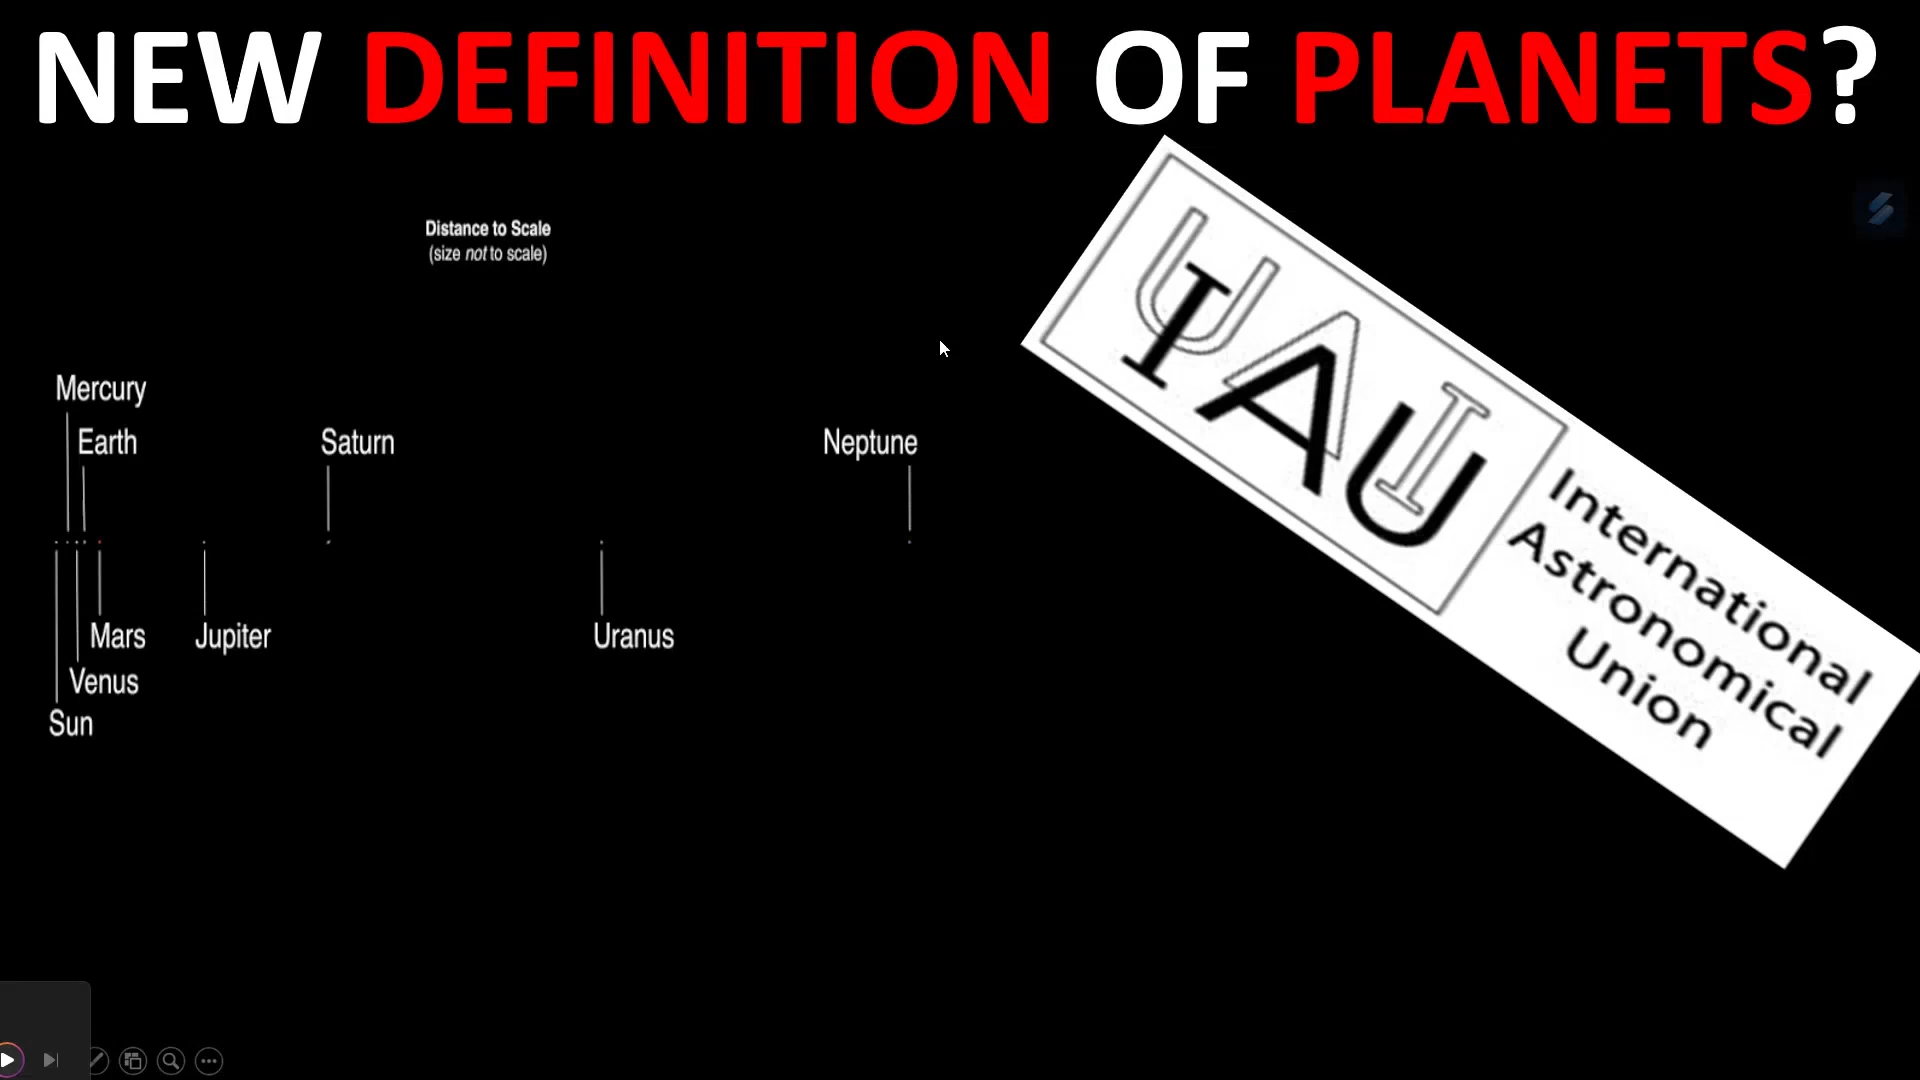 NEW DEFINITION OF PLANETS?
Distance to Scale
(size not to scale)
Mercury
Earth
Saturn
Neptune
Mars
Jupiter
Uranus
Venus
Sun
UAI
IAU
International
Astronomical
Union